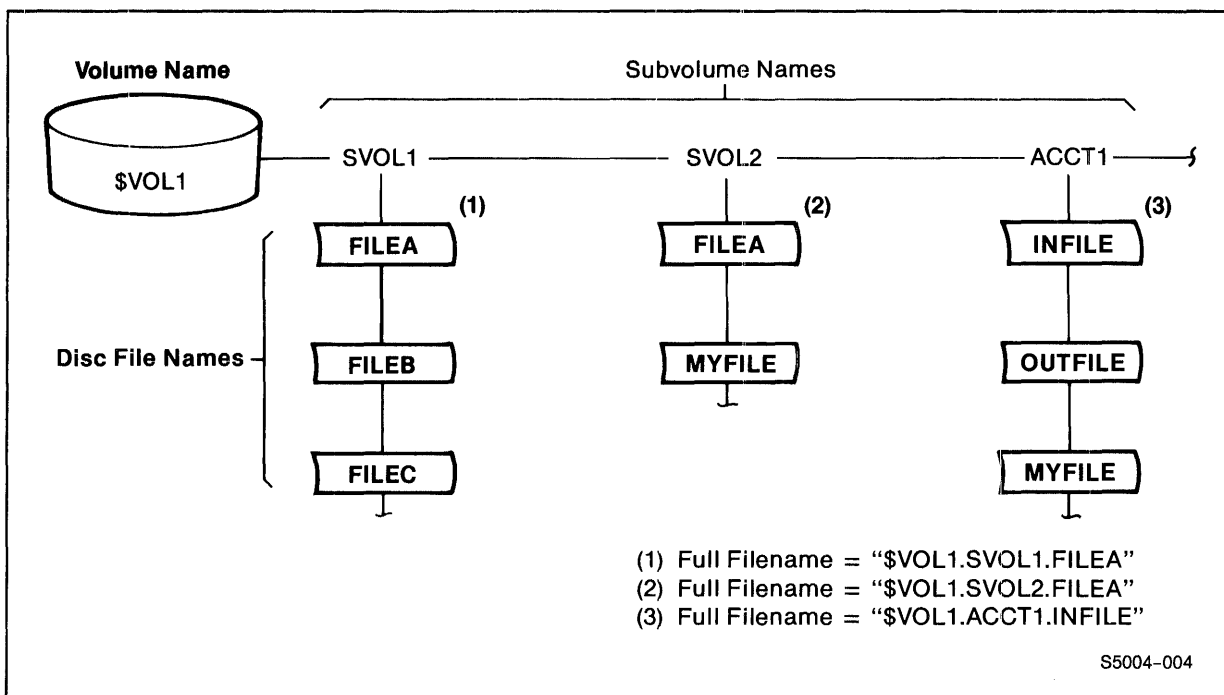 Volume Name
Subvolume Names
$VOL1
SVOL1
SVOL2
ACCT1
(1)
(2)
(3)
FILEA
FILEA
INFILE
Disc File Names
FILEB
MYFILE
OUTFILE
FILEC
MYFILE
(1) Full Filename = “$VOL1.SVOL1.FILEA”
(2) Full Filename = “$VOL1.SVOL2.FILEA”
(3) Full Filename = “$VOL1.ACCT1.INFILE”
S5004-004